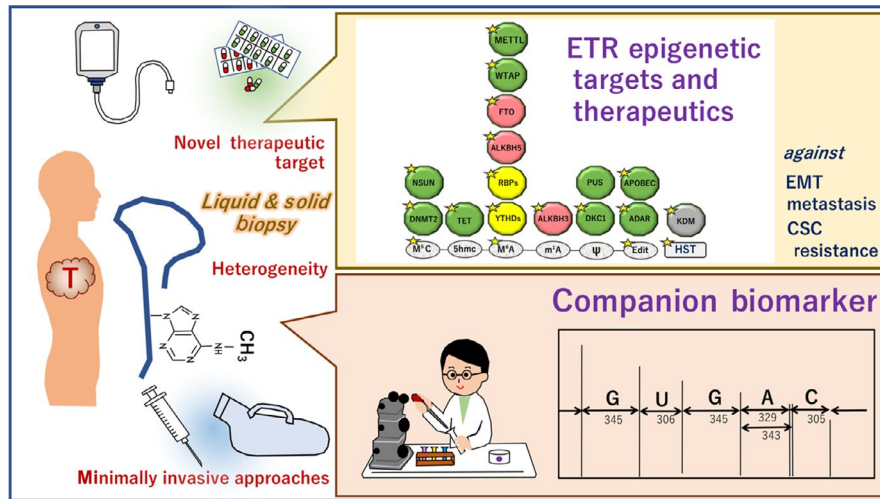 Novel therapeutic
target
Liquid & solid
biopsy
Heterogeneity
T
N
N
N
N
NH
CH₃
Minimally invasive approaches
ETR epigenetic
targets and
therapeutics
METTL
WTAP
FTO
ALKBH5
NSUN RBPs PUS APOBEC
DNMT2 TET YTHDs ALKBH3 DKC1 ADAR KDM
M⁵C 5hmc M⁶A m¹A Ψ Edit HST
against
EMT
metastasis
CSC
resistance
Companion biomarker
G U G A C
345 306 345 329 305
343